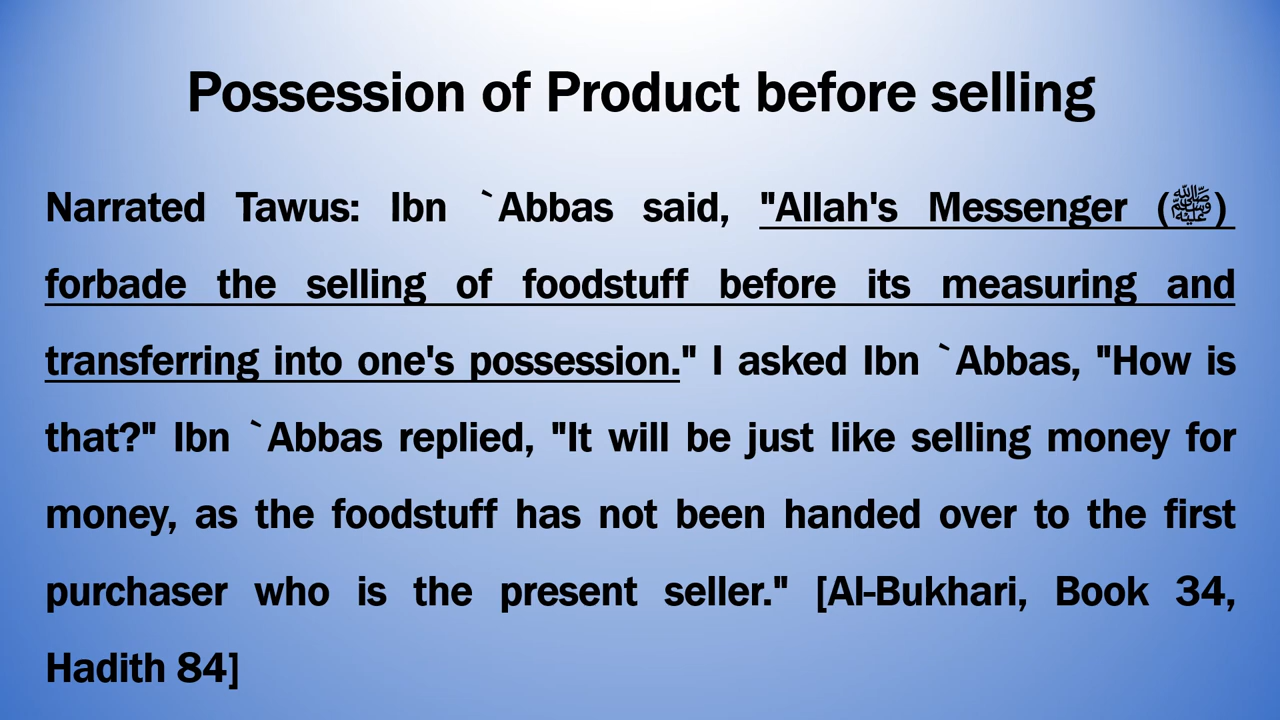 Possession of Product before selling
Narrated Tawus: Ibn `Abbas said, "Allah's Messenger (ﷺ)
forbade the selling of foodstuff before its measuring and
transferring into one's possession." I asked Ibn `Abbas, "How is
that?" Ibn `Abbas replied, "It will be just like selling money for
money, as the foodstuff has not been handed over to the first
purchaser who is the present seller." [Al-Bukhari, Book 34,
Hadith 84]